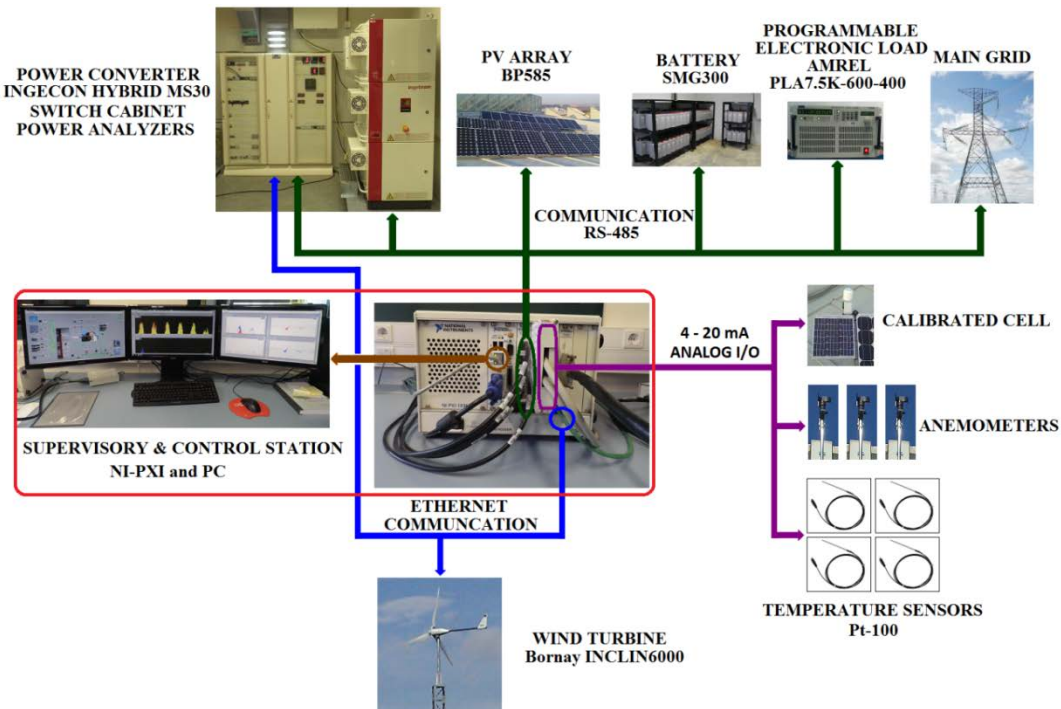 POWER CONVERTER
INGECON HYBRID MS30
SWITCH CABINET
POWER ANALYZERS
PV ARRAY
BP585
BATTERY
SMG300
PROGRAMMABLE
ELECTRONIC LOAD
AMREL
PLA7.5K-600-400
MAIN GRID
COMMUNICATION
RS-485
NATIONAL
INSTRUMENTS
4 - 20 mA
ANALOG I/O
CALIBRATED CELL
ANEMOMETERS
SUPERVISORY & CONTROL STATION
NI-PXI and PC
ETHERNET
COMMUNCATION
TEMPERATURE SENSORS
Pt-100
WIND TURBINE
Bornay INCLIN6000